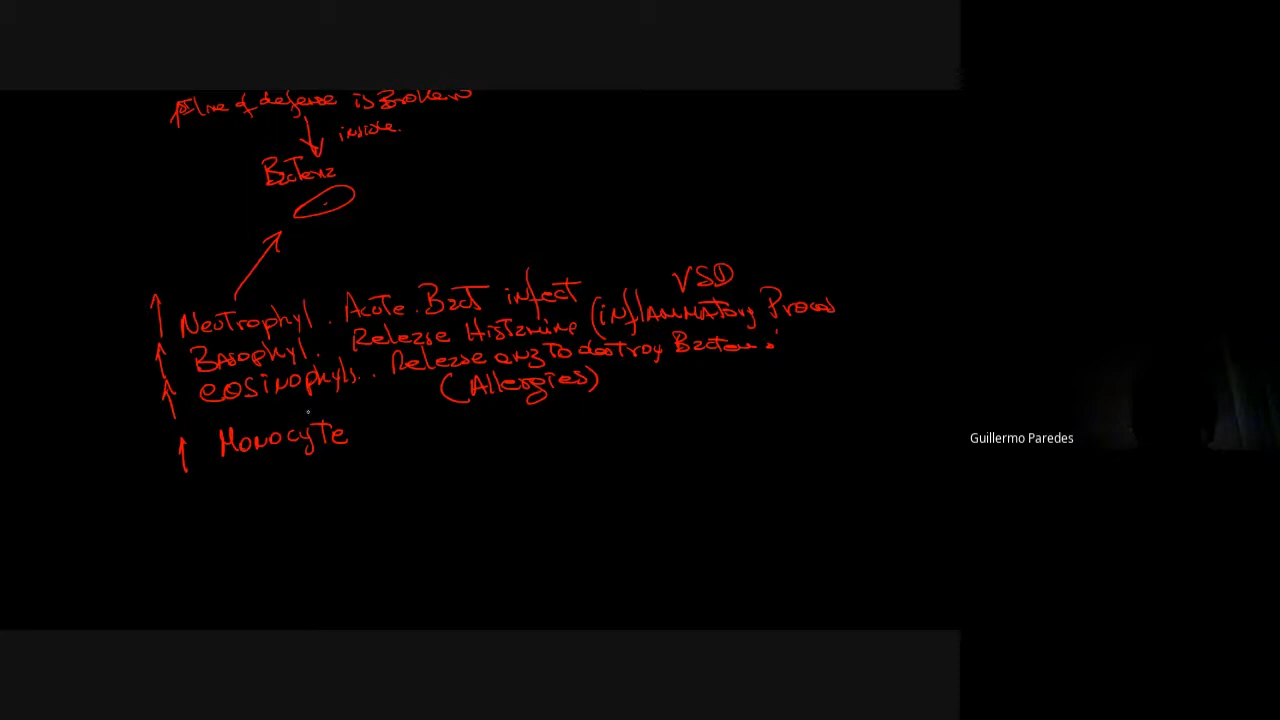 line of defense is Broken
inside.
Bacteria
VSD
↑ Neutrophyl. Acute. Bact infect
↑ Basophyl. Release Histamine (inflammatory Process
↑ eosinophyls.. Release enz to destroy Bacteria
(Allergies)
↑ Monocyte
Guillermo Paredes